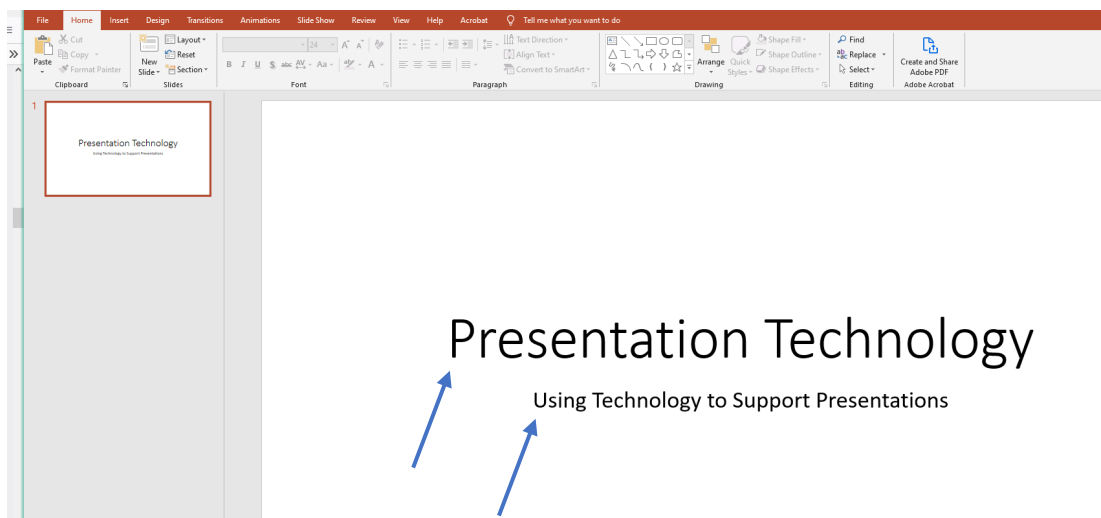 File Home Insert Design Transitions Animations Slide Show Review View Help Acrobat Tell me what you want to do
Paste
Cut
Copy
Format Painter
Clipboard
New Slide
Layout
Reset
Section
Slides
24
A A
B I U S abc AV Aa A
Font
Text Direction
Align Text
Convert to SmartArt
Paragraph
Arrange
Quick Styles
Shape Fill
Shape Outline
Shape Effects
Drawing
Find
Replace
Select
Editing
Create and Share
Adobe PDF
Adobe Acrobat
1
Presentation Technology
Using Technology to Support Presentations
Presentation Technology
Using Technology to Support Presentations